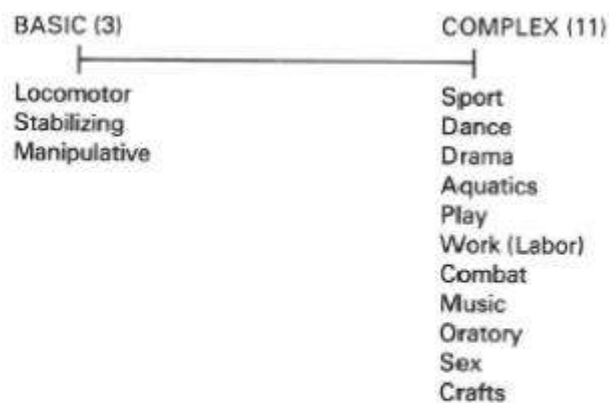 BASIC (3)
COMPLEX (11)
Locomotor
Stabilizing
Manipulative
Sport
Dance
Drama
Aquatics
Play
Work (Labor)
Combat
Music
Oratory
Sex
Crafts